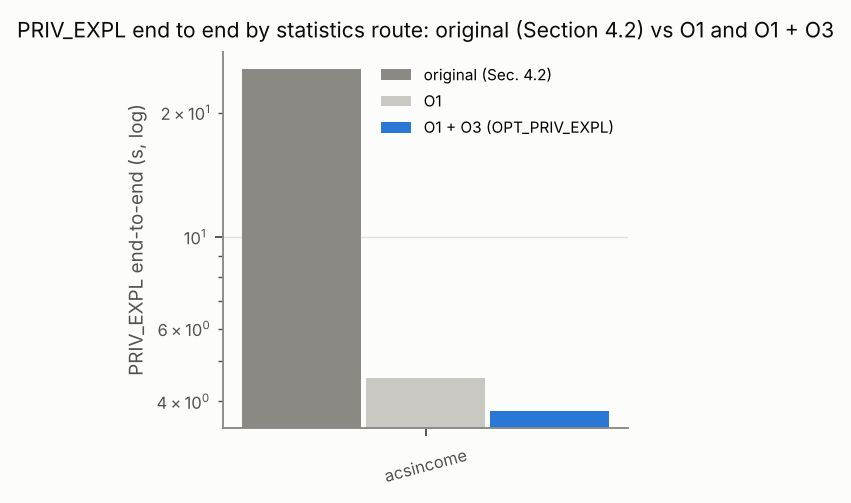 PRIV_EXPL end to end by statistics route: original (Section 4.2) vs O1 and O1 + O3
original (Sec. 4.2)
O1
O1 + O3 (OPT_PRIV_EXPL)
PRIV_EXPL end-to-end (s, log)
2 × 10¹
10¹
6 × 10⁰
4 × 10⁰
acsincome